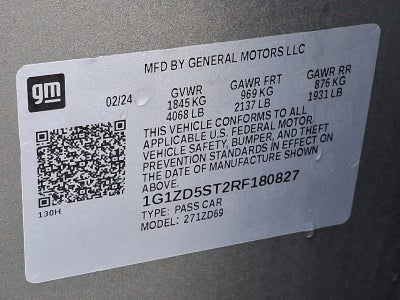 gm
MFD BY GENERAL MOTORS LLC
02/24 GVWR GAWR FRT GAWR RR
1845 KG 969 KG 876 KG
4068 LB 2137 LB 1931 LB
THIS VEHICLE CONFORMS TO ALL
APPLICABLE U.S. FEDERAL MOTOR
VEHICLE SAFETY, BUMPER, AND THEFT
PREVENTION STANDARDS IN EFFECT ON
THE DATE OF MANUFACTURE SHOWN
ABOVE.
1G1ZD5ST2RF180827
TYPE: PASS CAR
MODEL: 271ZD69
130H